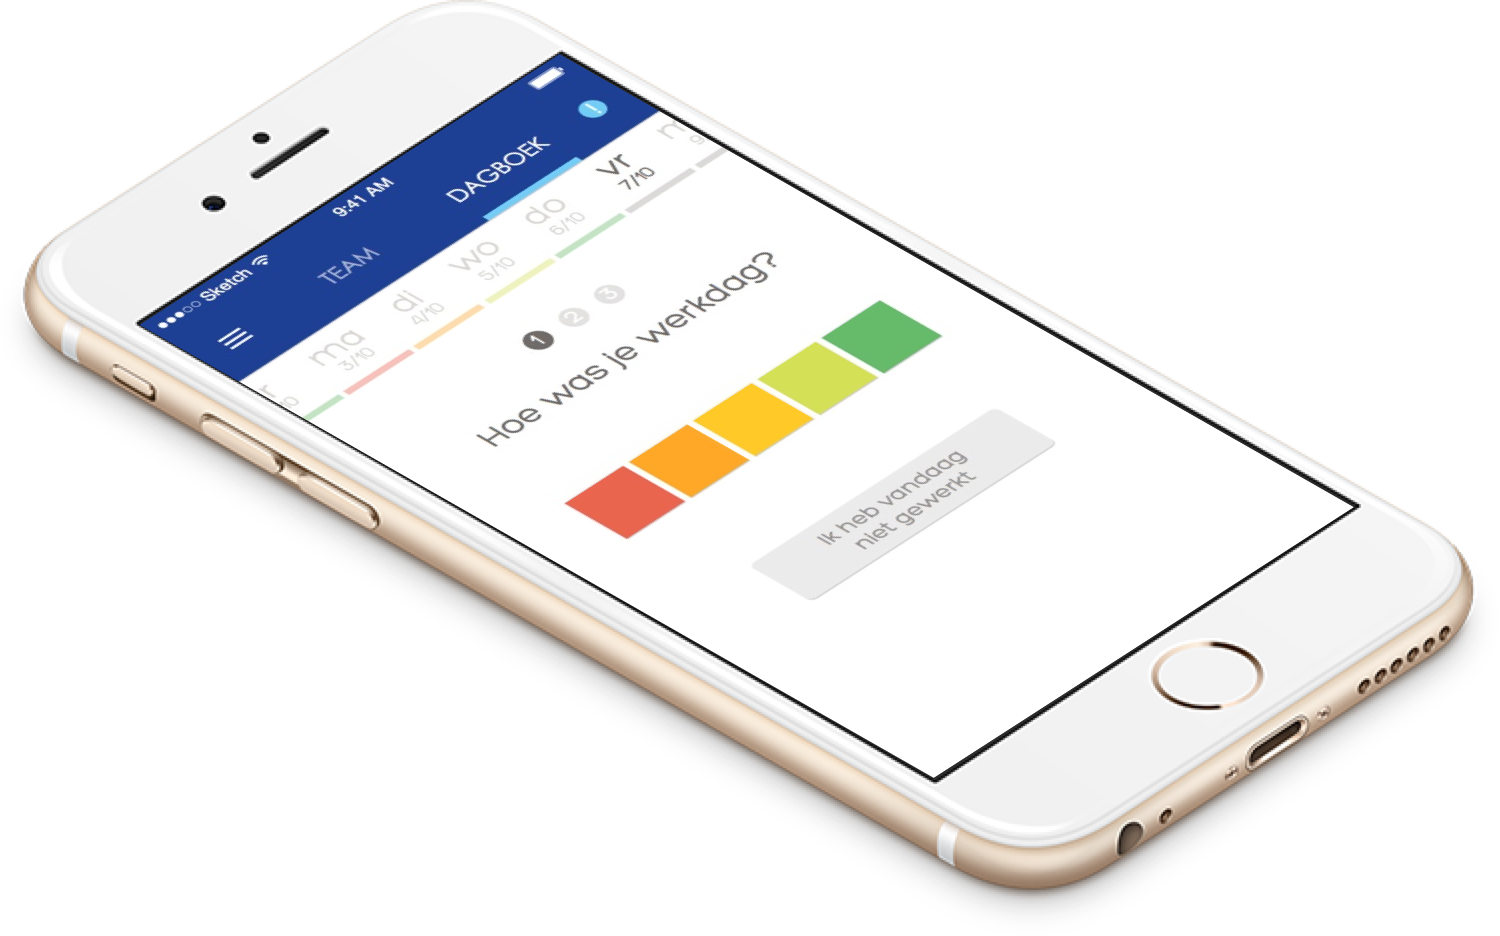 Sketch 9:41 AM
TEAM DAGBOEK
ma di wo do vr
3/10 4/10 5/10 6/10 7/10
1 2 3
Hoe was je werkdag?
Ik heb vandaag
niet gewerkt